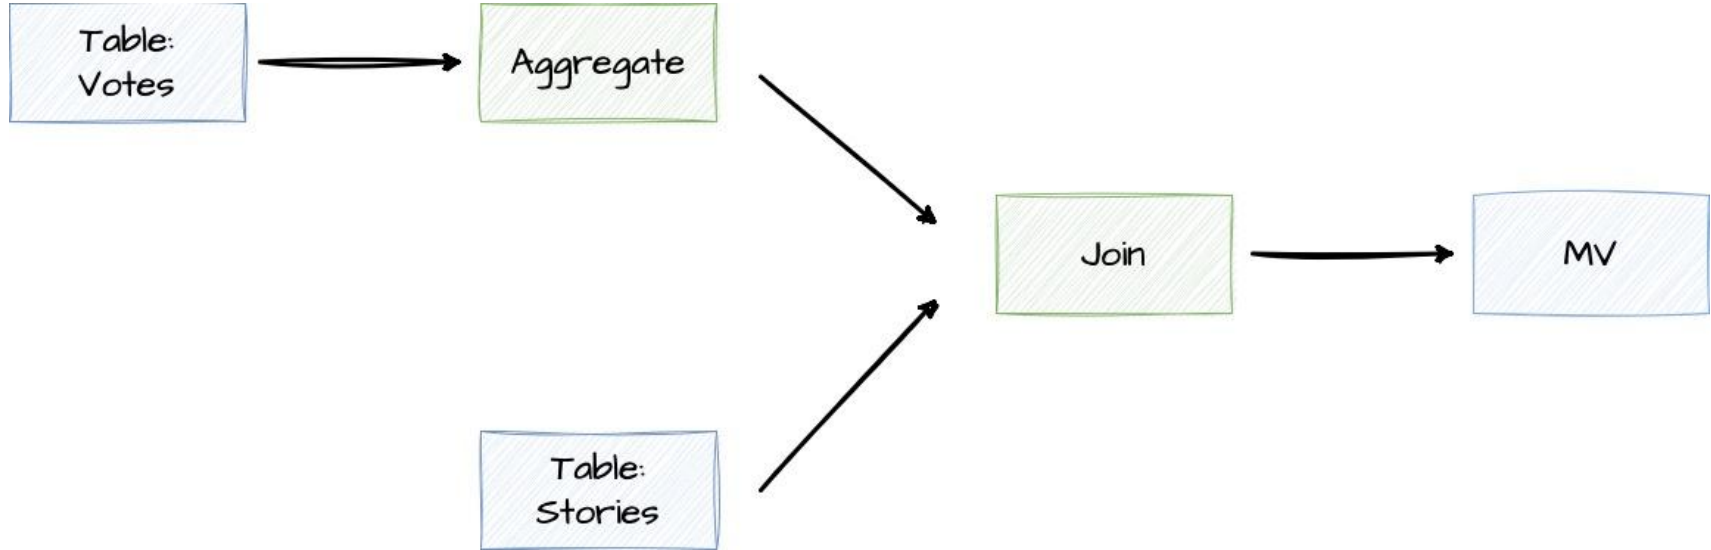 Table:
Votes
Aggregate
Join
MV
Table:
Stories